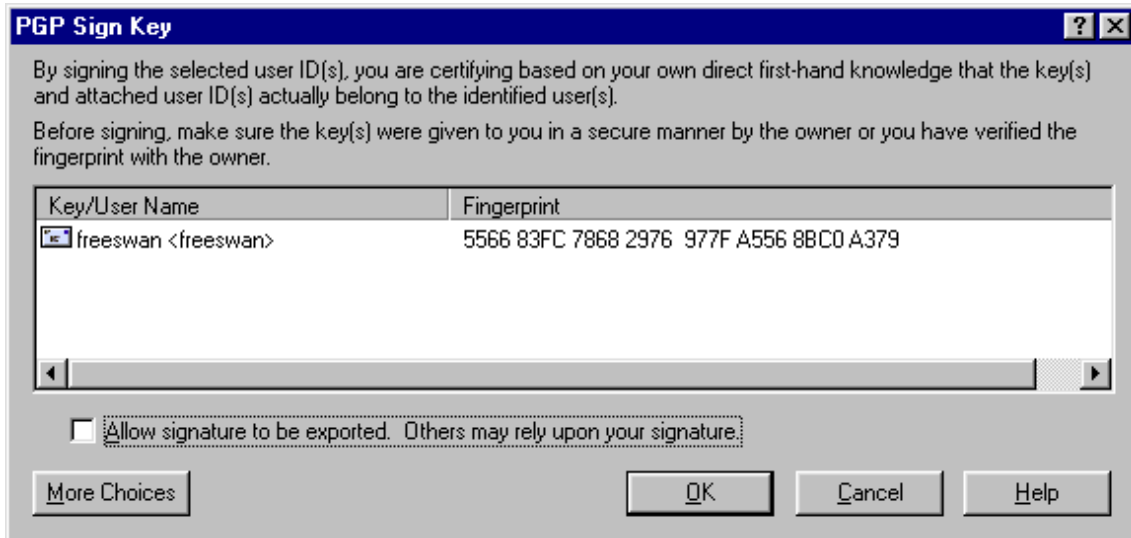 PGP Sign Key
By signing the selected user ID(s), you are certifying based on your own direct first-hand knowledge that the key(s)
and attached user ID(s) actually belong to the identified user(s).
Before signing, make sure the key(s) were given to you in a secure manner by the owner or you have verified the
fingerprint with the owner.
Key/User Name Fingerprint
freeswan <freeswan> 5566 83FC 7868 2976 977F A556 8BC0 A379
Allow signature to be exported. Others may rely upon your signature.
More Choices OK Cancel Help